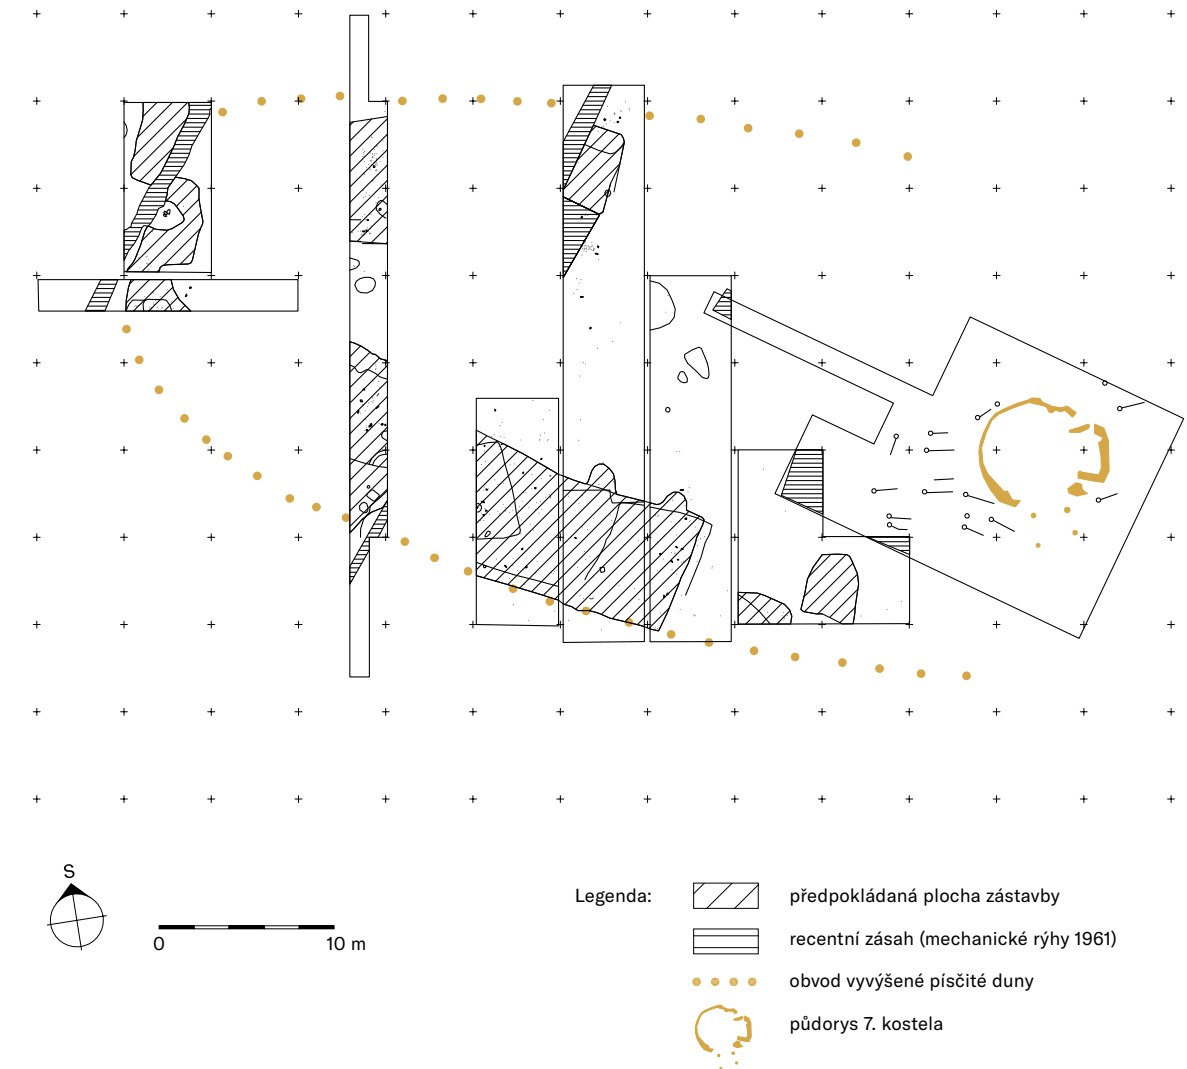 S
0
10 m
Legenda:
předpokládaná plocha zástavby
recentní zásah (mechanické rýhy 1961)
obvod vyvýšené písčité duny
půdorys 7. kostela